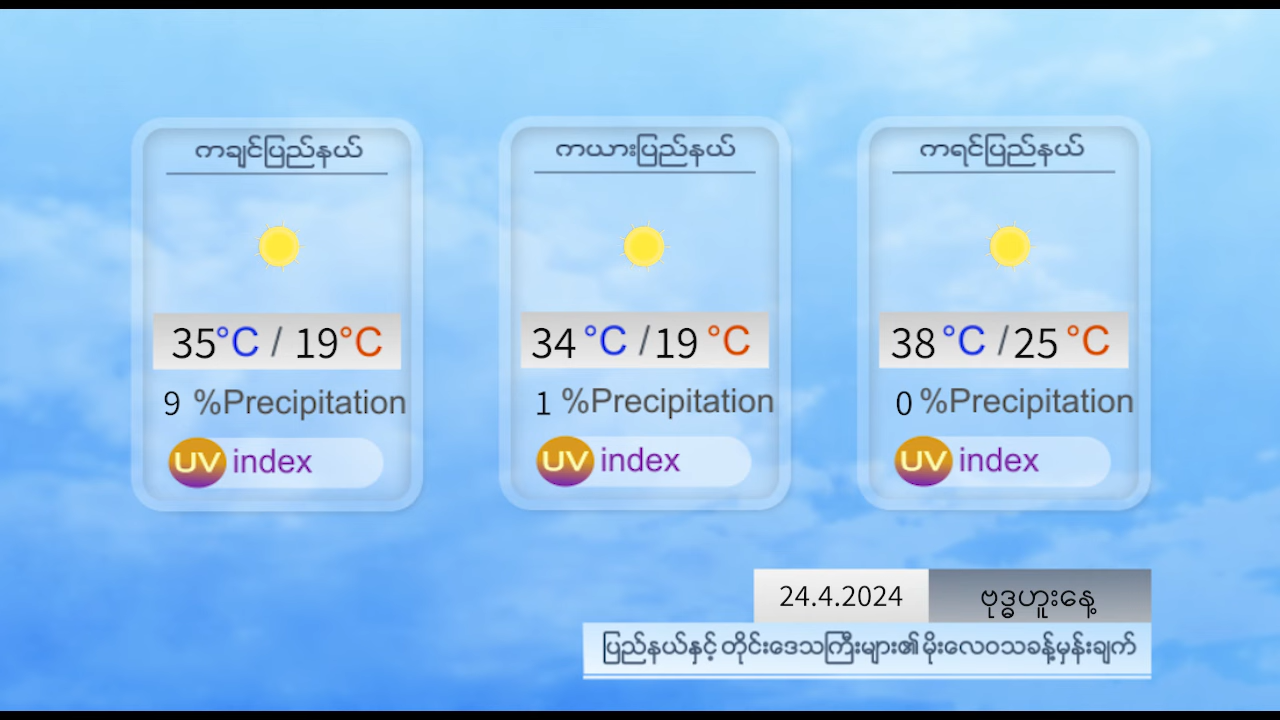 ကချင်ပြည်နယ်
35°C / 19°C
9 %Precipitation
UV index
ကယားပြည်နယ်
34 °C /19 °C
1 %Precipitation
UV index
ကရင်ပြည်နယ်
38 °C /25 °C
0 %Precipitation
UV index
24.4.2024 ဗုဒ္ဓဟူးနေ့
ပြည်နယ်နှင့် တိုင်းဒေသကြီးများ၏ မိုးလေဝသခန့်မှန်းချက်